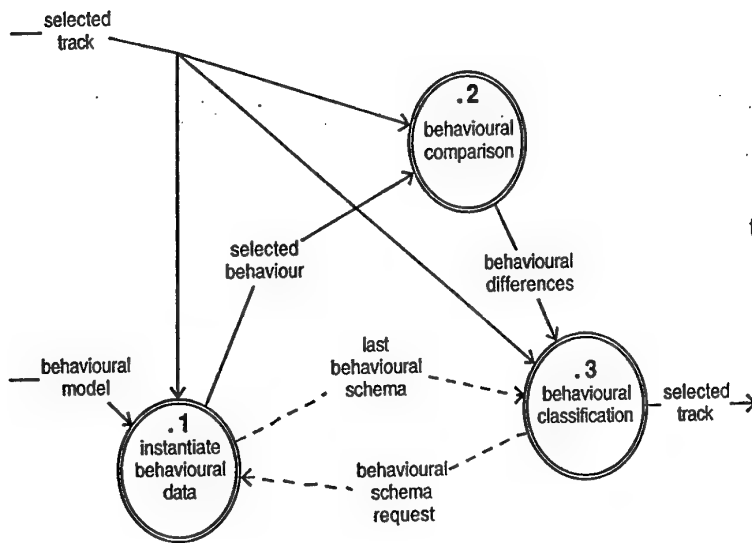 selected
track
.2
behavioural
comparison
selected
behaviour
behavioural
differences
behavioural
model
last
behavioural
schema
.3
behavioural
classification
selected
track
.1
instantiate
behavioural
data
behavioural
schema
request